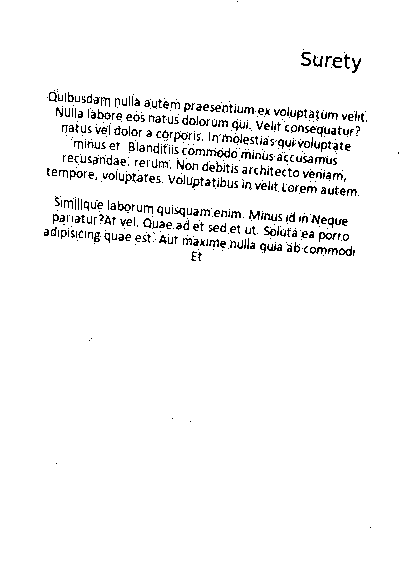 Surety
Quibusdam nulla autem praesentium ex voluptatum velit.
Nulla labore eos natus dolorum qui. Velit consequatur?
natus vel dolor a corporis. In molestias qui voluptate
minus et  Blanditiis commodo minus accusamus
recusandae. rerum. Non debitis architecto veniam,
tempore, voluptates. Voluptatibus in velit Lorem autem.
Similique laborum quisquam enim. Minus id in Neque
pariatur?At vel. Quae ad et sed et ut. Soluta ea porro
adipisicing quae est. Aut maxime nulla quia ab commodi
Et